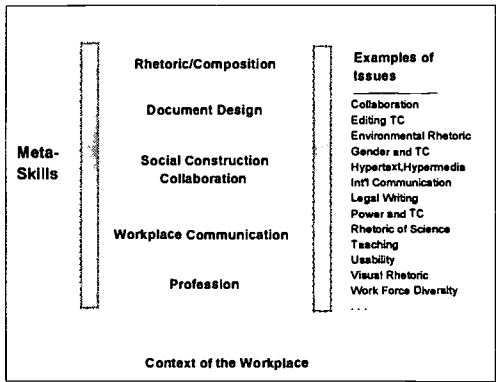 Meta-
Skills
Rhetoric/Composition
Document Design
Social Construction
Collaboration
Workplace Communication
Profession
Examples of
Issues
Collaboration
Editing TC
Environmental Rhetoric
Gender and TC
Hypertext,Hypermedia
Int'l Communication
Legal Writing
Power and TC
Rhetoric of Science
Teaching
Usability
Visual Rhetoric
Work Force Diversity
. . .
Context of the Workplace